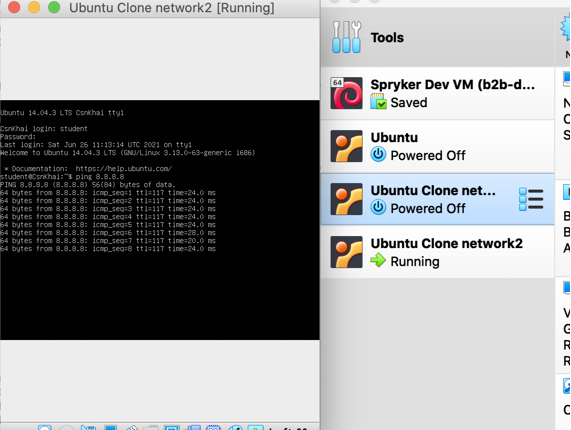 Ubuntu Clone network2 [Running]
Ubuntu 14.04.3 LTS CsnKhai tty1
CsnKhai login: student
Password:
Last login: Sat Jun 26 11:13:14 UTC 2021 on tty1
Welcome to Ubuntu 14.04.3 LTS (GNU/Linux 3.13.0-63-generic i686)
* Documentation:  https://help.ubuntu.com/
student@CsnKhai:~$ ping 8.8.8.8
PING 8.8.8.8 (8.8.8.8) 56(84) bytes of data.
64 bytes from 8.8.8.8: icmp_seq=1 ttl=117 time=24.0 ms
64 bytes from 8.8.8.8: icmp_seq=2 ttl=117 time=24.0 ms
64 bytes from 8.8.8.8: icmp_seq=3 ttl=117 time=24.0 ms
64 bytes from 8.8.8.8: icmp_seq=4 ttl=117 time=24.0 ms
64 bytes from 8.8.8.8: icmp_seq=5 ttl=117 time=24.0 ms
64 bytes from 8.8.8.8: icmp_seq=6 ttl=117 time=28.0 ms
64 bytes from 8.8.8.8: icmp_seq=7 ttl=117 time=20.0 ms
64 bytes from 8.8.8.8: icmp_seq=8 ttl=117 time=24.0 ms
Tools
64
Spryker Dev VM (b2b-d...
Saved
Ubuntu
Powered Off
Ubuntu Clone net...
Powered Off
Ubuntu Clone network2
Running